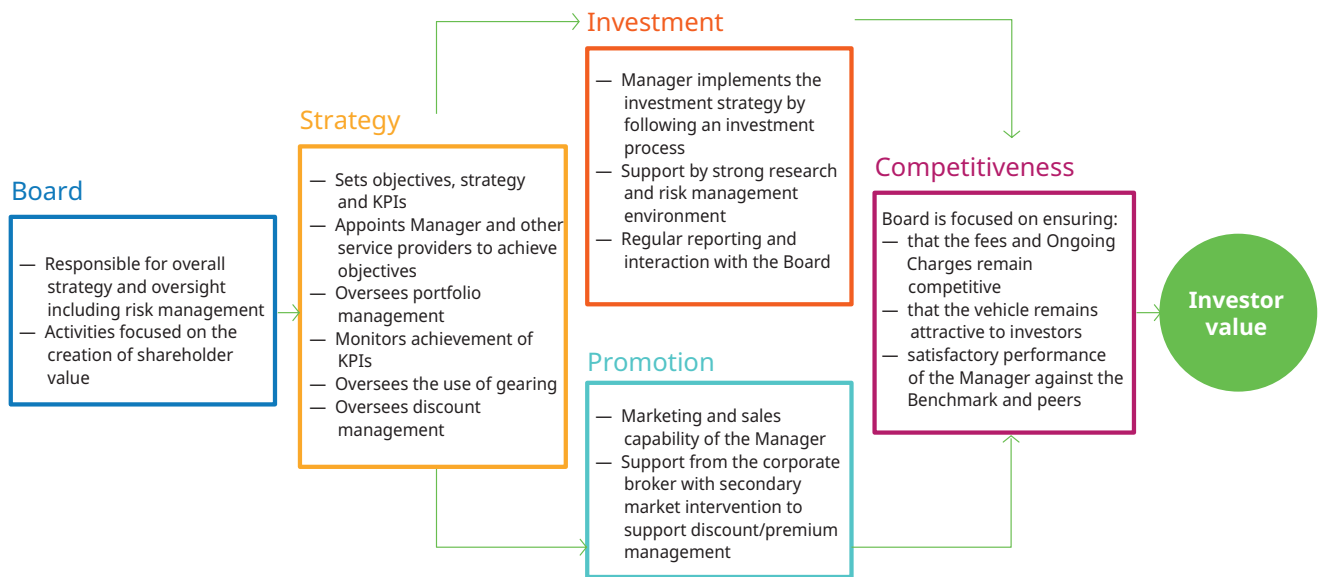 Board
— Responsible for overall
strategy and oversight
including risk management
— Activities focused on the
creation of shareholder
value
Strategy
— Sets objectives, strategy
and KPIs
— Appoints Manager and other
service providers to achieve
objectives
— Oversees portfolio
management
— Monitors achievement of
KPIs
— Oversees the use of gearing
— Oversees discount
management
Investment
— Manager implements the
investment strategy by
following an investment
process
— Support by strong research
and risk management
environment
— Regular reporting and
interaction with the Board
Promotion
— Marketing and sales
capability of the Manager
— Support from the corporate
broker with secondary
market intervention to
support discount/premium
management
Competitiveness
Board is focused on ensuring:
— that the fees and Ongoing
Charges remain
competitive
— that the vehicle remains
attractive to investors
— satisfactory performance
of the Manager against the
Benchmark and peers
Investor
value